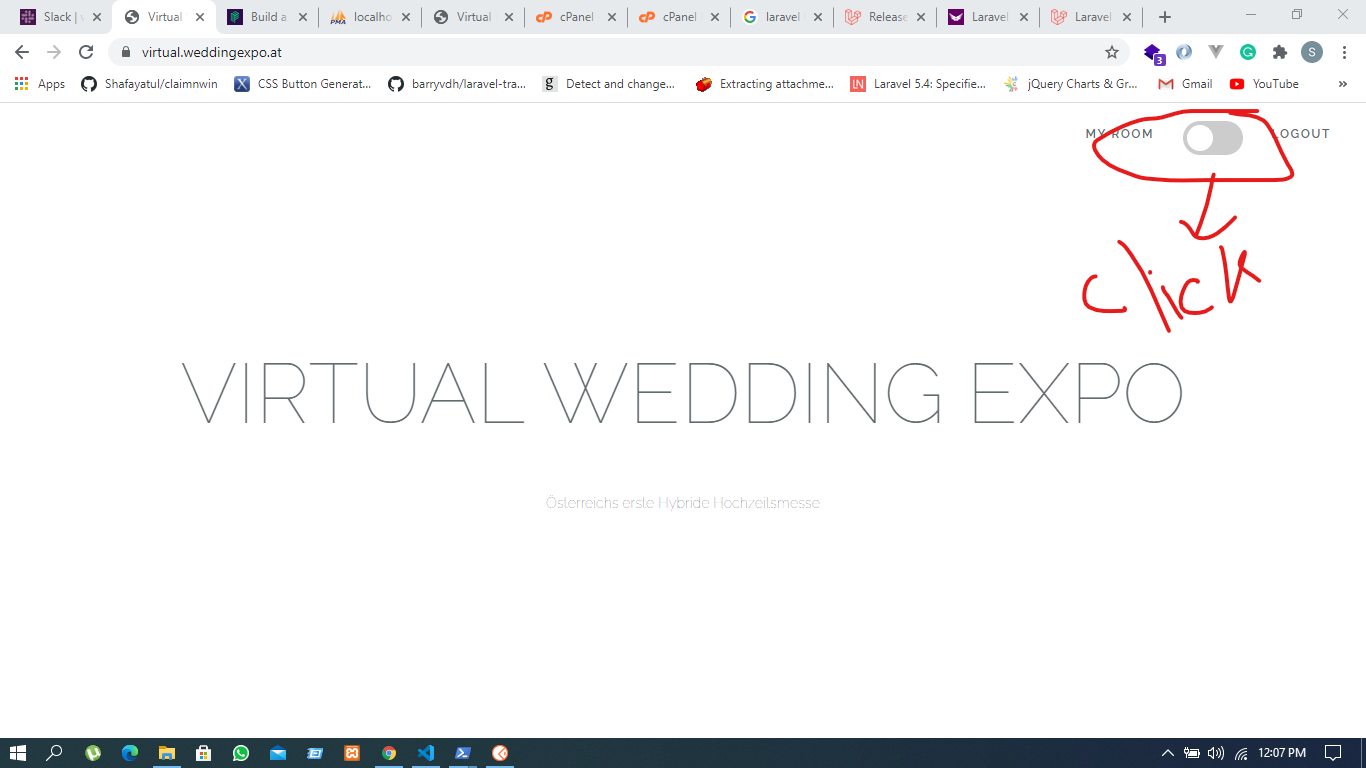 Slack |
Virtual
Build a
localho
Virtual
cPanel
cPanel
laravel
Release
Laravel
Laravel
virtual.weddingexpo.at
3
S
Apps
Shafayatul/claimnwin
CSS Button Generat...
barryvdh/laravel-tra...
Detect and change...
Extracting attachme...
Laravel 5.4: Specifie...
jQuery Charts & Gr...
Gmail
YouTube
»
MY ROOM
LOGOUT
click
VIRTUAL WEDDING EXPO
Österreichs erste Hybride Hochzeitsmesse
12:07 PM